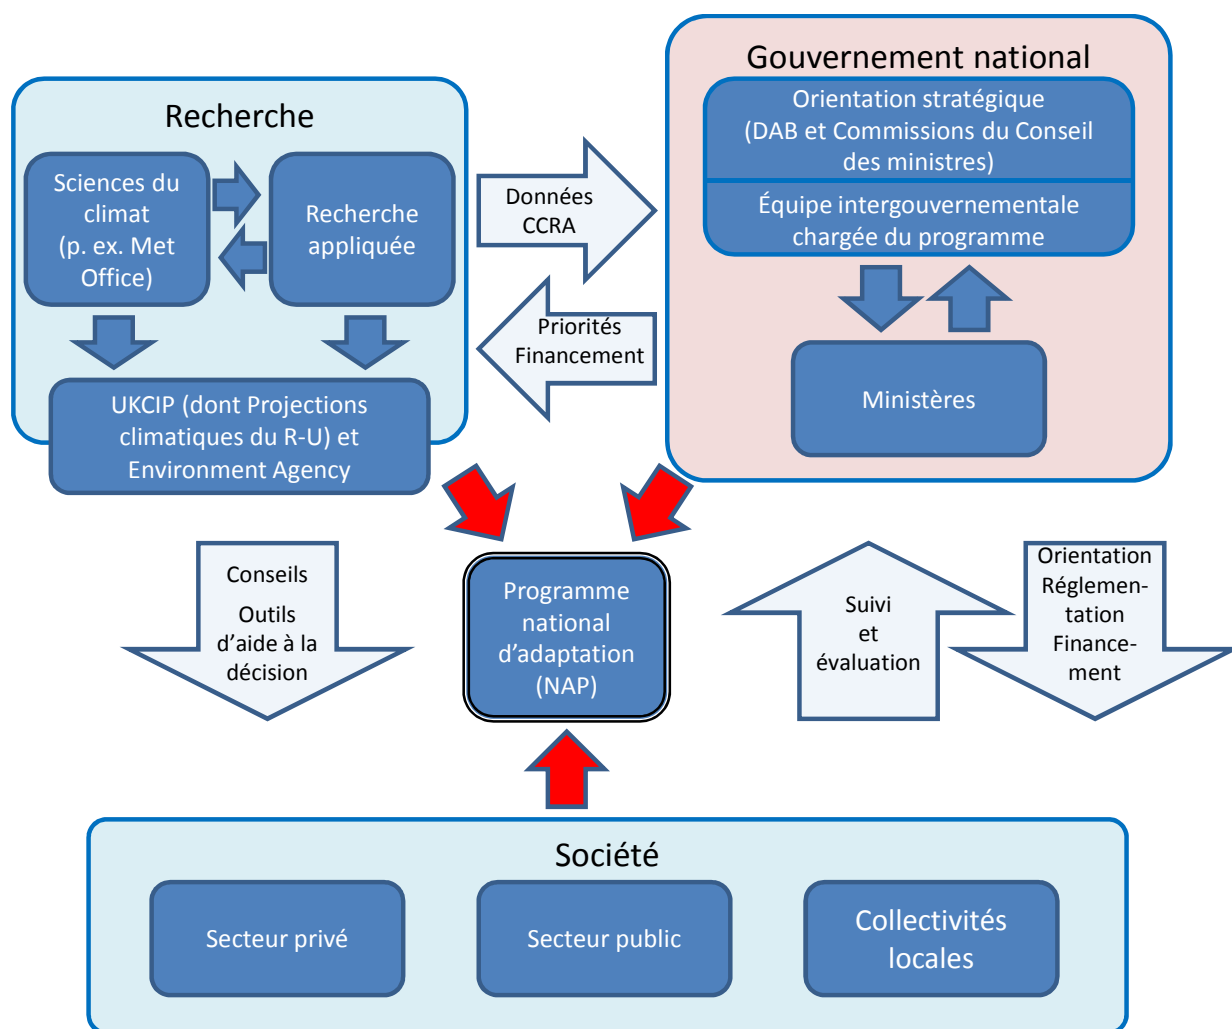 Recherche
Sciences du
climat
(p. ex. Met
Office)
Recherche
appliquée
UKCIP (dont Projections
climatiques du R-U) et
Environment Agency
Données
CCRA
Priorités
Financement
Gouvernement national
Orientation stratégique
(DAB et Commissions du Conseil
des ministres)
Équipe intergouvernementale
chargée du programme
Ministères
Conseils
Outils
d’aide à la
décision
Programme
national
d’adaptation
(NAP)
Suivi
et
évaluation
Orientation
Réglemen-
tation
Finance-
ment
Société
Secteur privé
Secteur public
Collectivités
locales